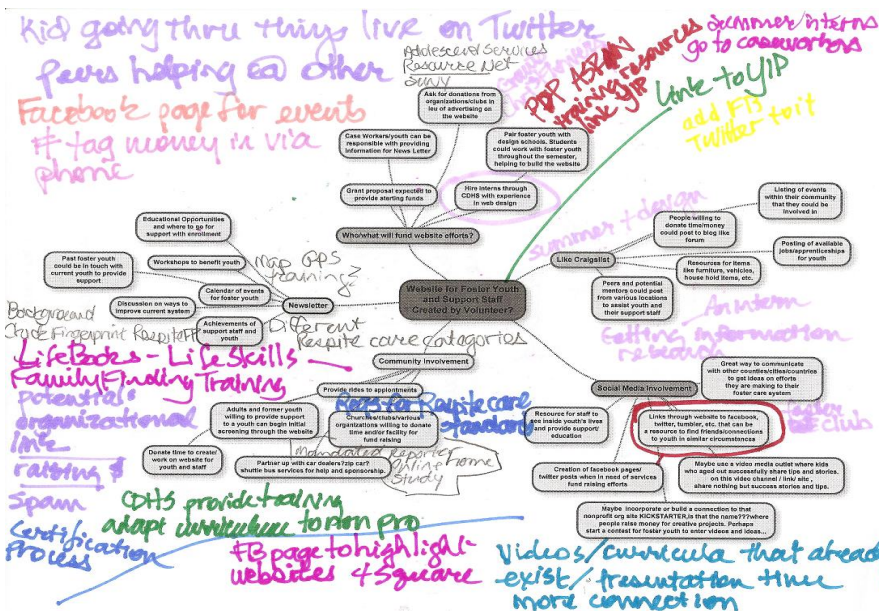 Kid going thru things live on Twitter
peers helping ea other
Facebook page for events
# tag money in via
phone
Adolescent Services
Resource Net
SUNY
PDP ASPAN
training resources
link YIP
Summer/interns
go to caseworkers
Link to YIP
add FB
Twitter to it
Ask for donations from
organizations/clubs in
leu of advertising on
the website
Case Workers/youth can be
responsible with providing
information for News Letter
Pair foster youth with
design schools. Students
could work with foster youth
throughout the semester,
helping to build the website
Grant proposal expected to
provide starting funds
Hire interns through
CDHS with experience
in web design
Who/what will fund website efforts?
summer + design
Listing of events
within their community
that they could be
involved in
People willing to
donate time/money
could post to blog like
forum
Posting of available
jobs/apprenticeships
for youth
Like Craigslist
Resources for items
like furniture, vehicles,
house hold items, etc.
Peers and potential
mentors could post
from various locations
to assist youth and
their support staff
An intern
Getting information
research
Educational Opportunities
and where to go for
support with enrollment
Past foster youth
could be in touch with
current youth to provide
support
Workshops to benefit youth
Calendar of events
for foster youth
Newsletter
Discussion on ways to
improve current system
Achievements of
support staff and
youth
Map GPS
training?
Website for Foster Youth
and Support Staff
Created by Volunteer?
Background
Fingerprint Respite
Different
Respite care categories
LifeBooks - Life Skills
Family Finding Training
potential
organizational
link
raising $
spam
Certification
Process
Community Involvement
Provide rides to appointments
Adults and former youth
willing to provide support
to a youth can begin initial
screening through the website
Churches/clubs/various
organizations willing to donate
time and/or facility for
fund raising
Regs for Respite care
standard
Donate time to create/
work on website for
youth and staff
Partner up with car dealers?zip car?
shuttle bus services for help and sponsorship.
Mandated Reporter
online home
study
CDHS provide training
adapt curriculum to non pro
FB page to highlight
websites 4 Square
Social Media Involvement
Great way to communicate
with other counties/cities/countries
to get ideas on efforts
they are making to their
foster care system
Resource for staff to
see inside youth's lives
and provide support/
education
Links through website to facebook,
twitter, tumbler, etc. that can be
a resource to find friends/connections
to youth in similar circumstances
club
Creation of facebook pages/
twitter posts when in need of services
fund raising efforts
Maybe use a video media outlet where kids
who aged out successfully share tips and stories.
on this video channel / link/ site ,
share nothing but success stories and tips.
Maybe incorporate or build a connection to that
nonprofit org site KICKSTARTER,is that the name???where
people raise money for creative projects. Perhaps
start a contest for foster youth to enter videos and ideas...
Videos/curricula that already
exist/presentation time
more connection